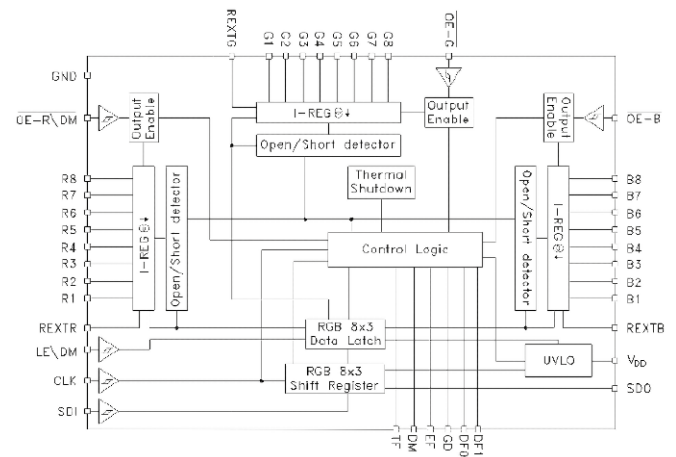 REXTG G1 G2 G3 G4 G5 G6 G7 G8 OE-G
GND
OE-R\DM
Output
Enable
I-REG
Output
Enable
Output
Enable
OE-B
Open/Short detector
Thermal
Shutdown
R8
R7
R6
R5
R4
R3
R2
R1
I-REG
Open/Short detector
Control Logic
Open/Short detector
I-REG
B8
B7
B6
B5
B4
B3
B2
B1
REXTR
RGB 8x3
Data Latch
REXTB
LE\DM
UVLO
VDD
CLK
RGB 8x3
Shift Register
SDO
SDI
TF DM EF GD DF0 DF1